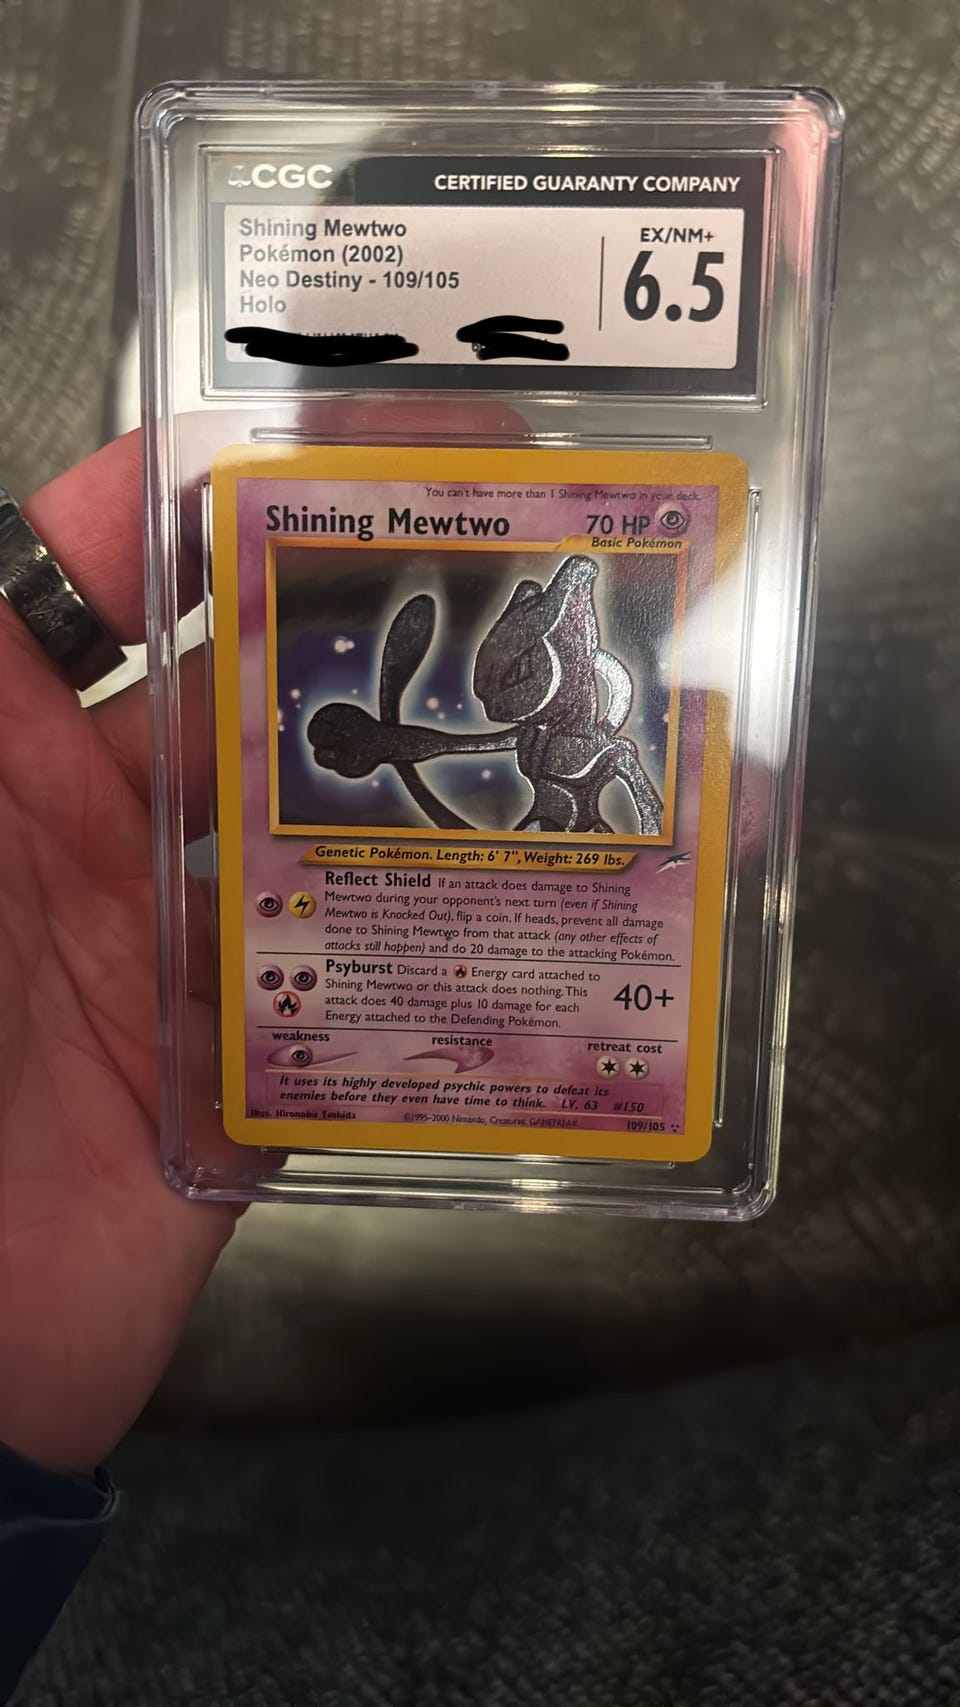 CGC
CERTIFIED GUARANTY COMPANY
Shining Mewtwo
Pokémon (2002)
Neo Destiny - 109/105
Holo
EX/NM+
6.5
You can't have more than 1 Shining Mewtwo in your deck.
Shining Mewtwo
70 HP
Basic Pokémon
Genetic Pokémon. Length: 6' 7", Weight: 269 lbs.
Reflect Shield If an attack does damage to Shining
Mewtwo during your opponent's next turn (even if Shining
Mewtwo is Knocked Out), flip a coin. If heads, prevent all damage
done to Shining Mewtwo from that attack (any other effects of
attacks still happen) and do 20 damage to the attacking Pokémon.
Psyburst Discard a Energy card attached to
Shining Mewtwo or this attack does nothing. This
attack does 40 damage plus 10 damage for each
Energy attached to the Defending Pokémon.
40+
weakness
resistance
retreat cost
It uses its highly developed psychic powers to defeat its
enemies before they even have time to think. LV. 63 #150
Illus. Hironobu Yoshida
©1995-2000 Nintendo, Creatures, GAMEFREAK
109/105